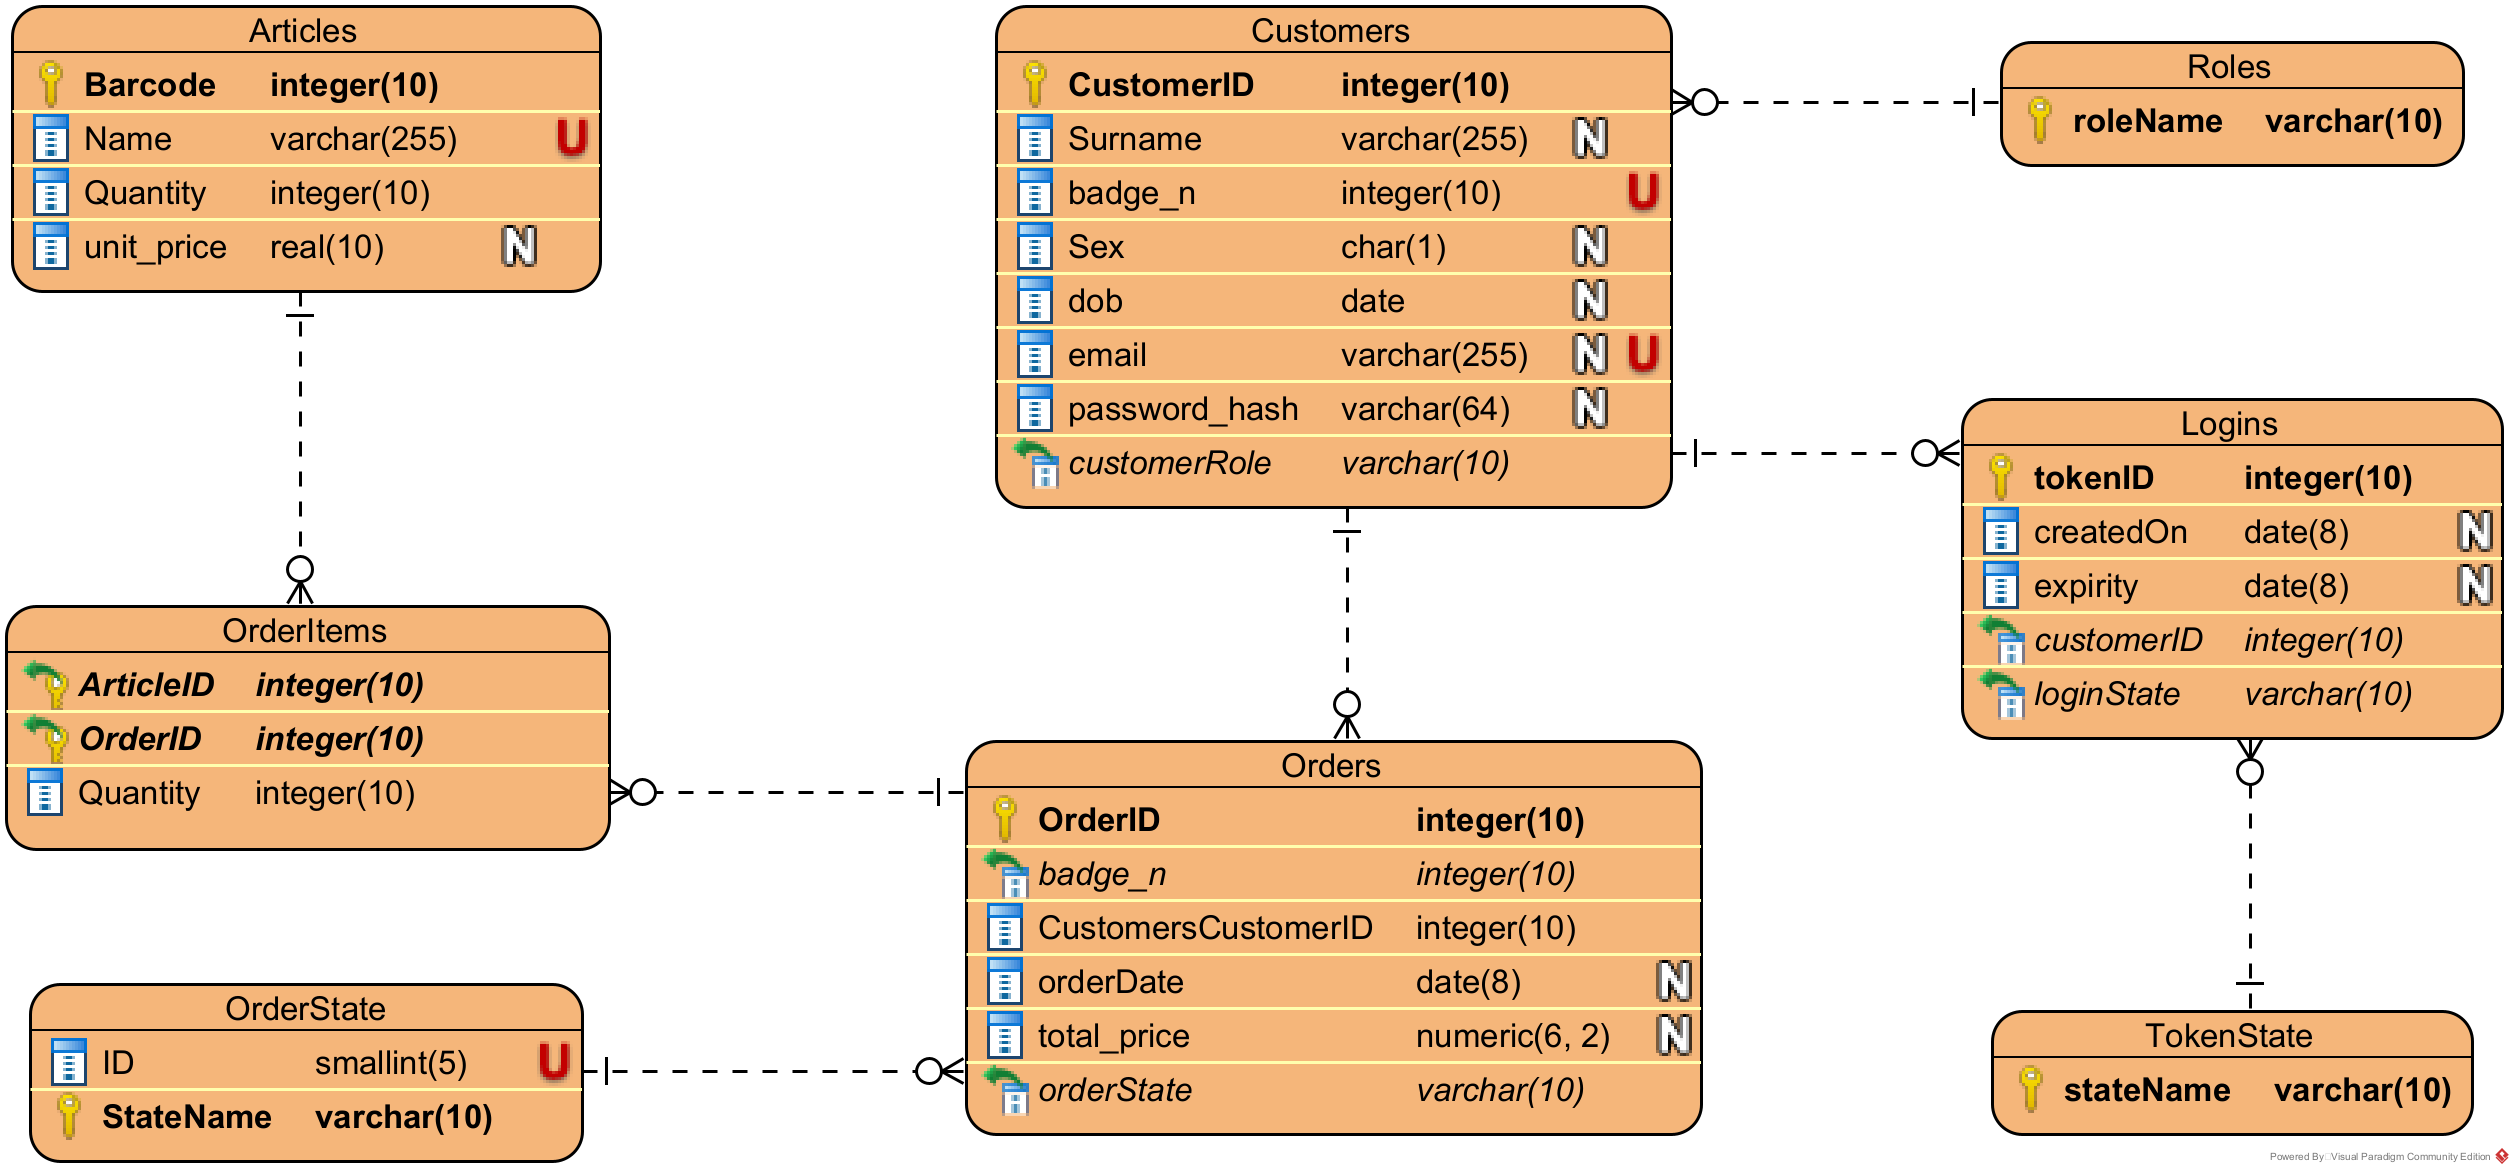 Articles
Barcode integer(10)
Name varchar(255) U
Quantity integer(10)
unit_price real(10) N
Customers
CustomerID integer(10)
Surname varchar(255) N
badge_n integer(10) U
Sex char(1) N
dob date N
email varchar(255) N U
password_hash varchar(64) N
customerRole varchar(10)
Roles
roleName varchar(10)
Logins
tokenID integer(10)
createdOn date(8) N
expirity date(8) N
customerID integer(10)
loginState varchar(10)
OrderItems
ArticleID integer(10)
OrderID integer(10)
Quantity integer(10)
Orders
OrderID integer(10)
badge_n integer(10)
CustomersCustomerID integer(10)
orderDate date(8) N
total_price numeric(6, 2) N
orderState varchar(10)
OrderState
ID smallint(5) U
StateName varchar(10)
TokenState
stateName varchar(10)
Powered By Visual Paradigm Community Edition